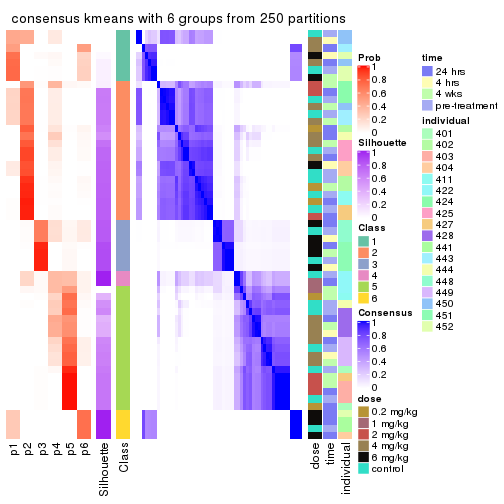 consensus kmeans with 6 groups from 250 partitions
p1
p2
p3
p4
p5
p6
Silhouette
Class
dose
time
individual
Prob
1
0.8
0.6
0.4
0.2
0
Silhouette
1
0.8
0.6
0.4
0.2
0
Class
1
2
3
4
5
6
Consensus
1
0.8
0.6
0.4
0.2
0
dose
0.2 mg/kg
1 mg/kg
2 mg/kg
4 mg/kg
6 mg/kg
control
time
24 hrs
4 hrs
4 wks
pre-treatment
individual
401
402
403
404
411
422
424
425
427
428
441
443
444
448
449
450
451
452